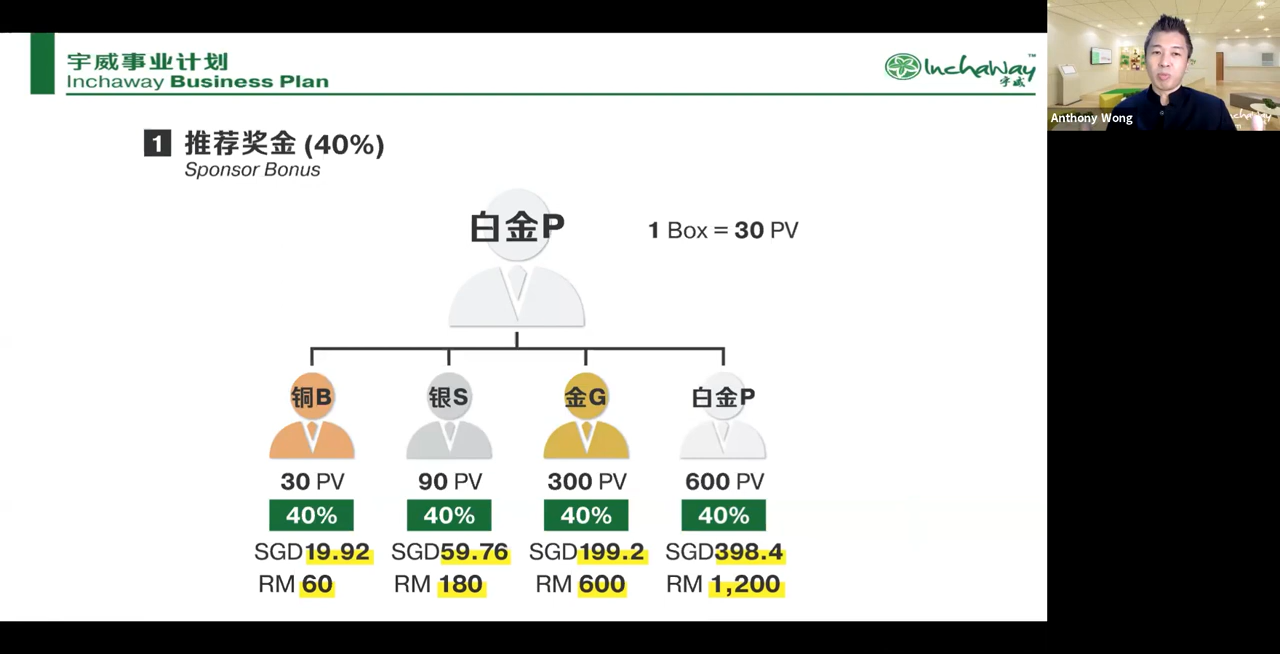 宇威事业计划
Inchaway Business Plan
Inchaway™
宇威
Anthony Wong
1 推荐奖金 (40%)
Sponsor Bonus
白金P
1 Box = 30 PV
铜B 银S 金G 白金P
30 PV 90 PV 300 PV 600 PV
40% 40% 40% 40%
SGD19.92 SGD59.76 SGD199.2 SGD398.4
RM 60 RM 180 RM 600 RM 1,200